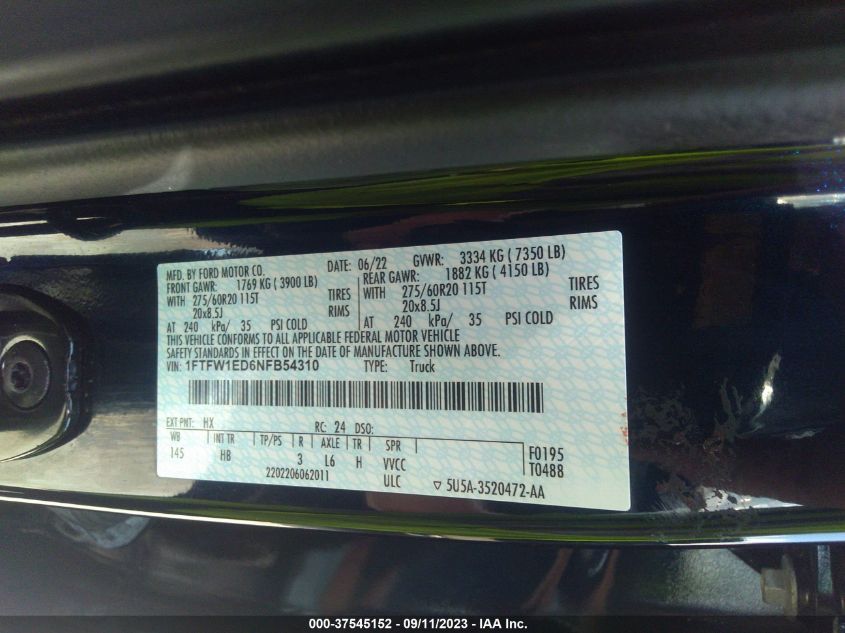 MFD. BY FORD MOTOR CO. DATE: 06/22 GVWR: 3334 KG ( 7350 LB)
FRONT GAWR: 1769 KG ( 3900 LB) REAR GAWR: 1882 KG ( 4150 LB)
WITH 275/60R20 115T TIRES WITH 275/60R20 115T TIRES
20x8.5J RIMS 20x8.5J RIMS
AT 240 kPa/ 35 PSI COLD AT 240 kPa/ 35 PSI COLD
THIS VEHICLE CONFORMS TO ALL APPLICABLE FEDERAL MOTOR VEHICLE
SAFETY STANDARDS IN EFFECT ON THE DATE OF MANUFACTURE SHOWN ABOVE.
VIN: 1FTFW1ED6NFB54310 TYPE: Truck
EXT PNT: HX RC: 24 DSO:
WB INT TR TP/PS R AXLE TR SPR F0195
145 HB 3 L6 H VVCC T0488
2202206062011 ULC ▽ 5U5A-3520472-AA
000-37545152 - 09/11/2023 - IAA Inc.